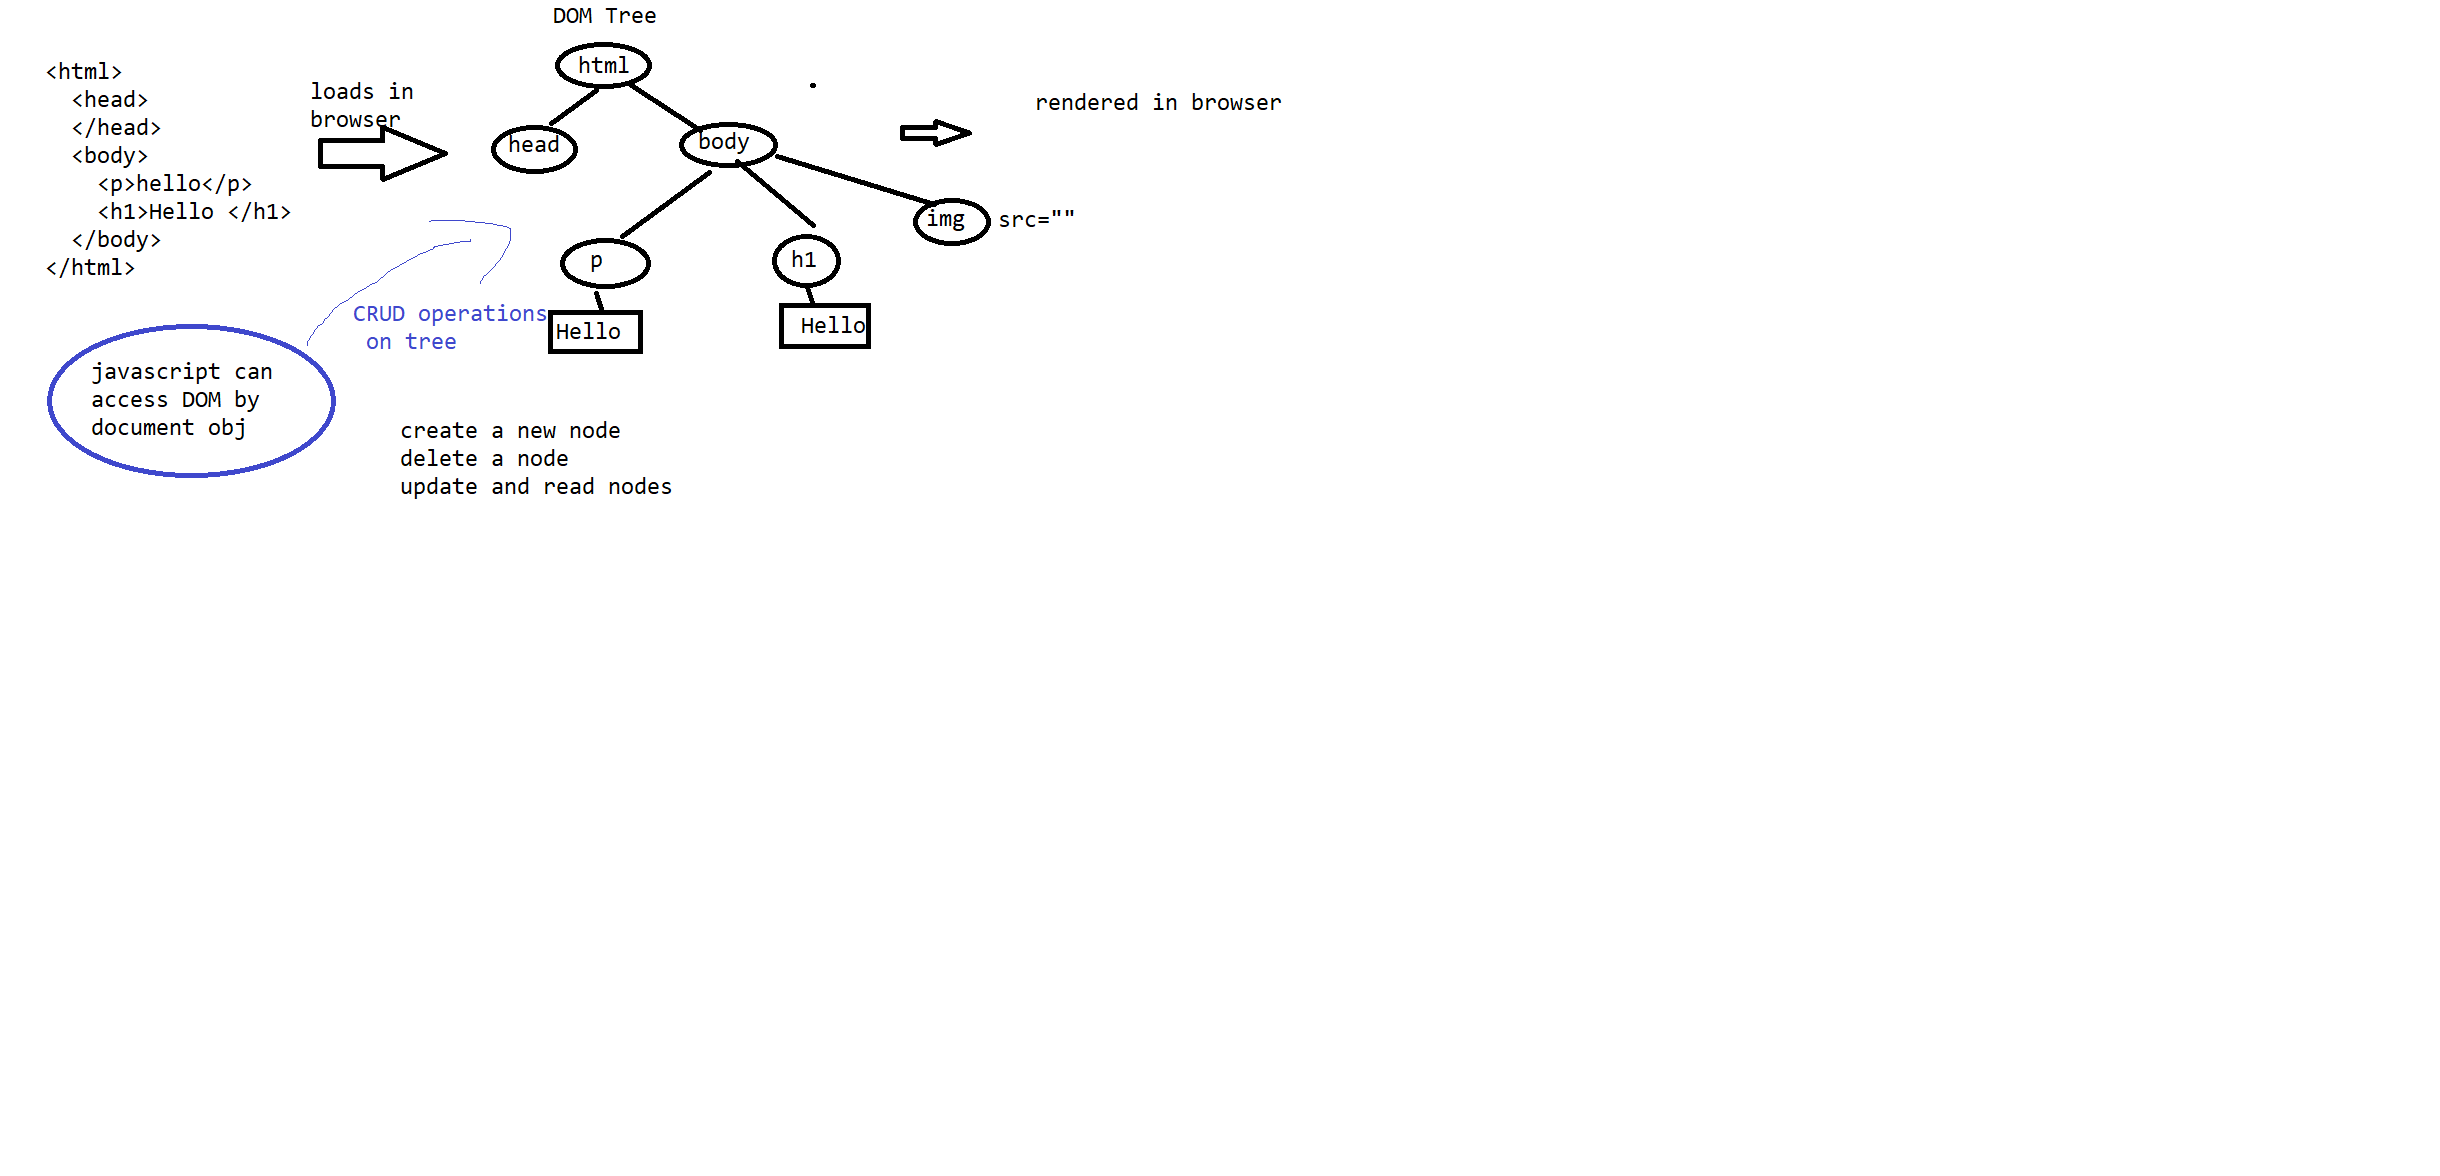 DOM Tree
<html>
  <head>
  </head>
  <body>
    <p>hello</p>
    <h1>Hello </h1>
  </body>
</html>
loads in
browser
html
head
body
p
h1
img
src=""
Hello
Hello
rendered in browser
CRUD operations
on tree
javascript can
access DOM by
document obj
create a new node
delete a node
update and read nodes